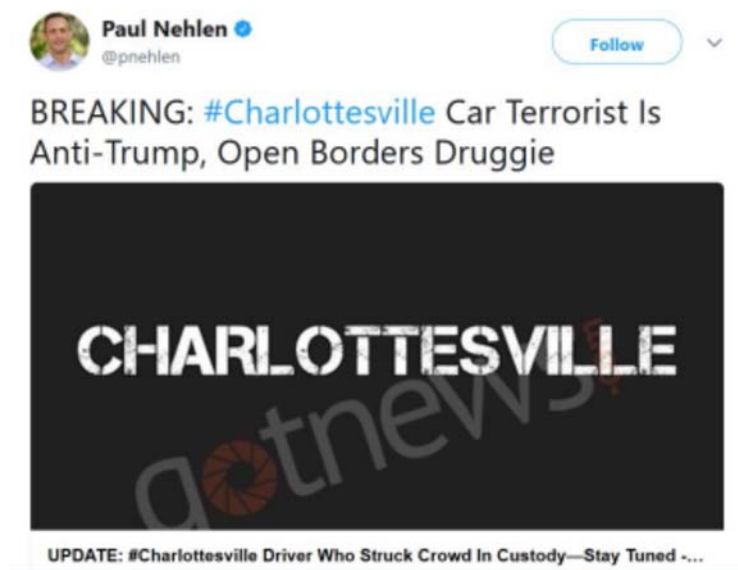 Paul Nehlen
@pnehlen
Follow
BREAKING: #Charlottesville Car Terrorist Is
Anti-Trump, Open Borders Druggie
CHARLOTTESVILLE
gotnews
UPDATE: #Charlottesville Driver Who Struck Crowd In Custody—Stay Tuned -...